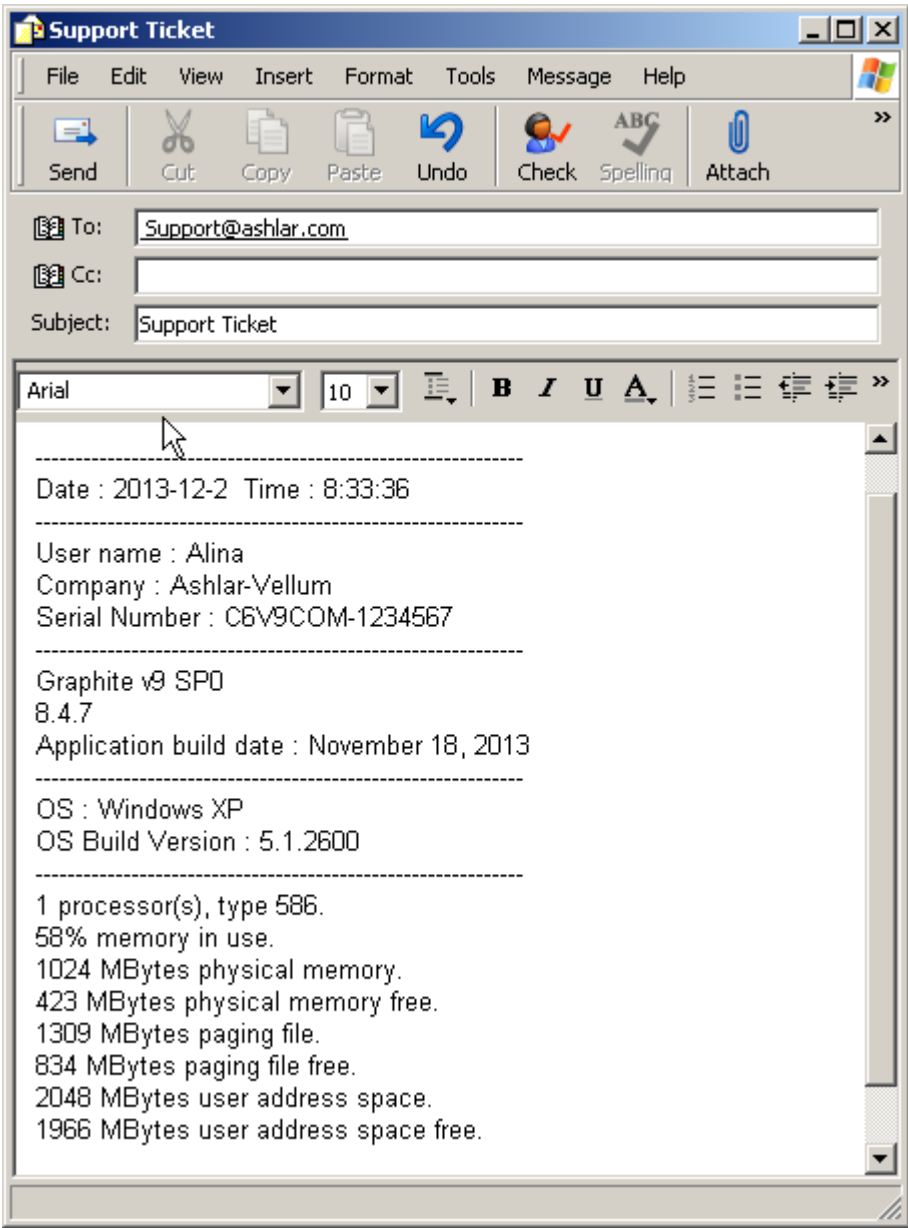 Support Ticket
File Edit View Insert Format Tools Message Help
Send Cut Copy Paste Undo Check ABC Spelling Attach »
To: Support@ashlar.com
Cc:
Subject: Support Ticket
Arial 10 B I U A »
------------------------------------------------------------
Date : 2013-12-2 Time : 8:33:36
------------------------------------------------------------
User name : Alina
Company : Ashlar-Vellum
Serial Number : C6V9COM-1234567
------------------------------------------------------------
Graphite v9 SP0
8.4.7
Application build date : November 18, 2013
------------------------------------------------------------
OS : Windows XP
OS Build Version : 5.1.2600
------------------------------------------------------------
1 processor(s), type 586.
58% memory in use.
1024 MBytes physical memory.
423 MBytes physical memory free.
1309 MBytes paging file.
834 MBytes paging file free.
2048 MBytes user address space.
1966 MBytes user address space free.